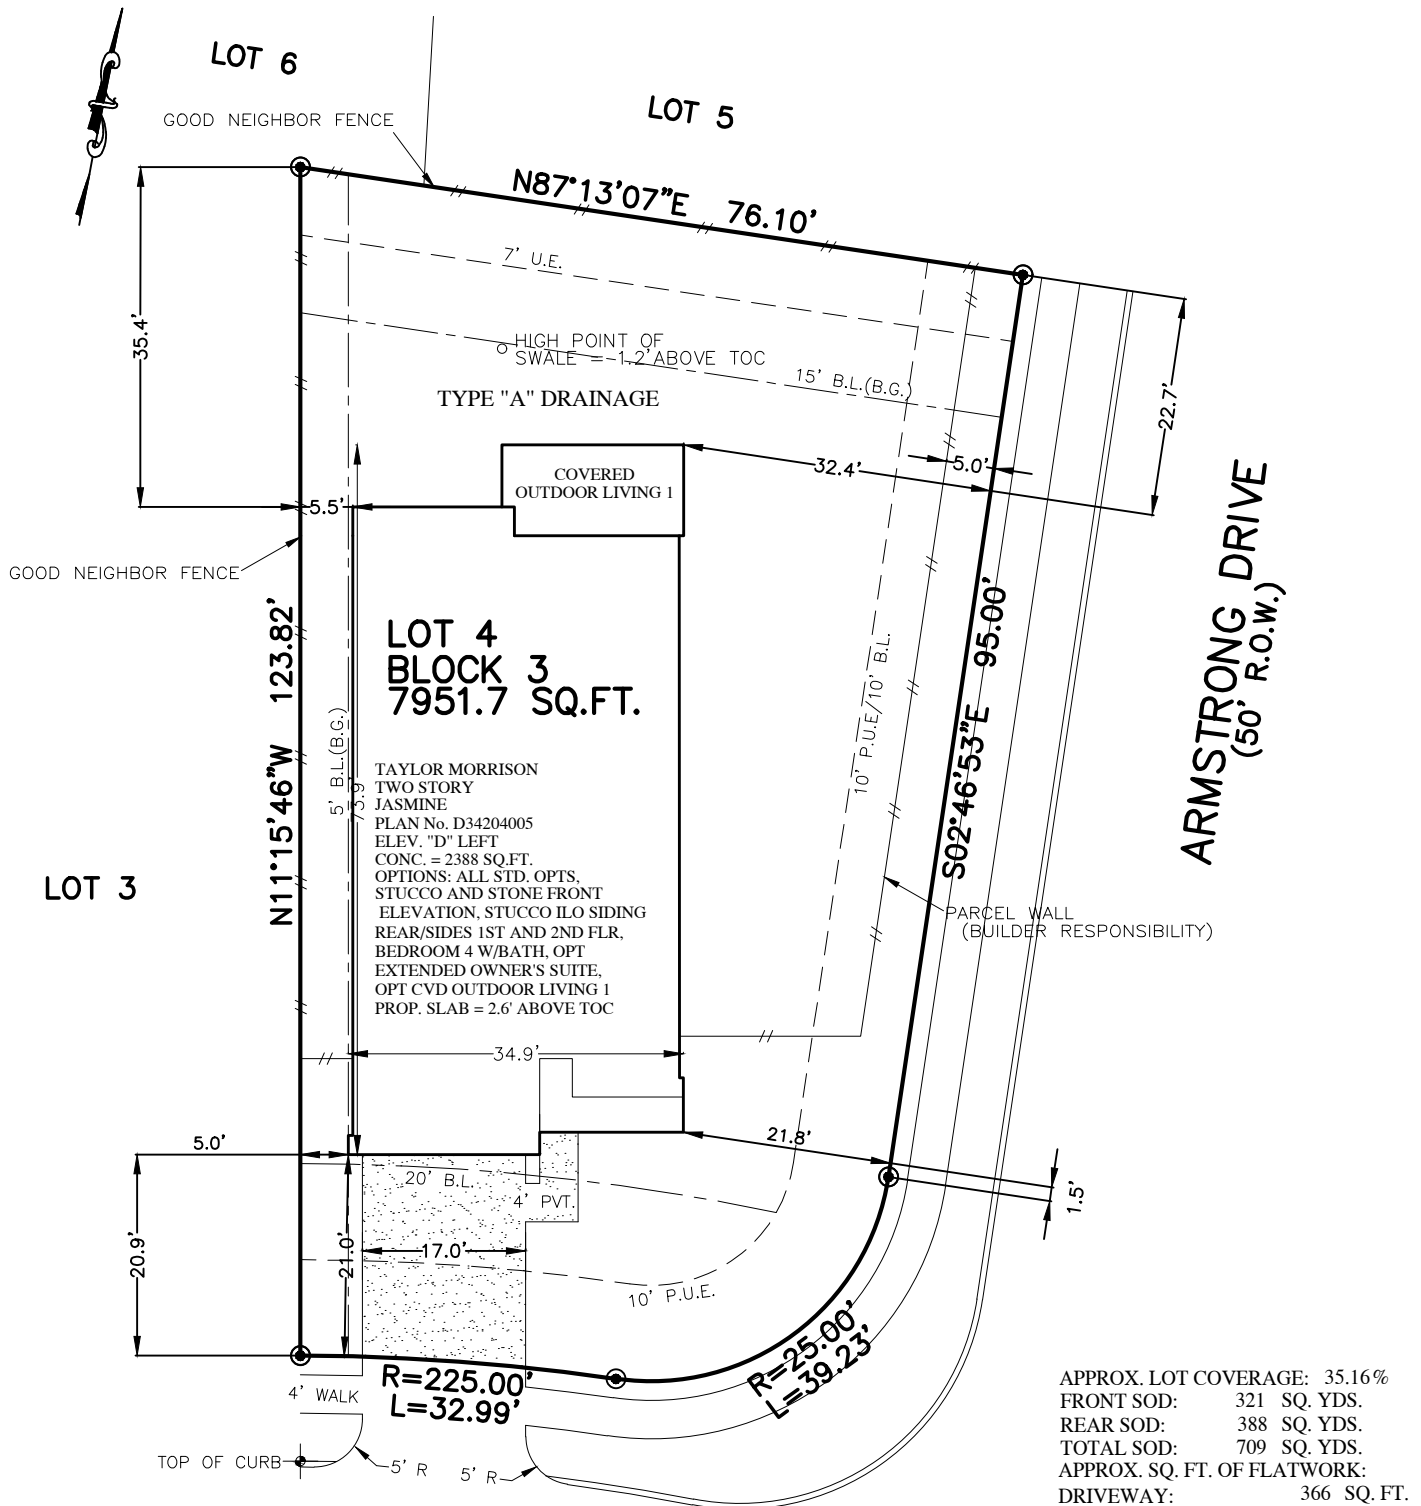 LOT 6
LOT 5
GOOD NEIGHBOR FENCE
N87°13'07"E 76.10'
7' U.E.
35.4'
HIGH POINT OF
SWALE = 1.2' ABOVE TOC
15' B.L.(B.G.)
TYPE "A" DRAINAGE
22.7'
COVERED
OUTDOOR LIVING 1
32.4'
5.0'
5.5'
GOOD NEIGHBOR FENCE
ARMSTRONG DRIVE
(50' R.O.W.)
N11°15'46"W 123.82'
LOT 4
BLOCK 3
7951.7 SQ.FT.
S02°46'53"E 95.00'
10' P.U.E/10' B.L.
5' B.L.(B.G.)
73.9'
TAYLOR MORRISON
TWO STORY
JASMINE
PLAN No. D34204005
ELEV. "D" LEFT
CONC. = 2388 SQ.FT.
OPTIONS: ALL STD. OPTS,
STUCCO AND STONE FRONT
ELEVATION, STUCCO ILO SIDING
REAR/SIDES 1ST AND 2ND FLR,
BEDROOM 4 W/BATH, OPT
EXTENDED OWNER'S SUITE,
OPT CVD OUTDOOR LIVING 1
PROP. SLAB = 2.6' ABOVE TOC
LOT 3
PARCEL WALL
(BUILDER RESPONSIBILITY)
34.9'
5.0'
21.8'
20' B.L.
4' PVT.
1.5'
20.9'
21.0'
17.0'
10' P.U.E.
R=225.00'
L=32.99'
R=25.00'
L=39.23'
4' WALK
TOP OF CURB
5' R
5' R
APPROX. LOT COVERAGE: 35.16%
FRONT SOD: 321 SQ. YDS.
REAR SOD: 388 SQ. YDS.
TOTAL SOD: 709 SQ. YDS.
APPROX. SQ. FT. OF FLATWORK:
DRIVEWAY: 366 SQ. FT.